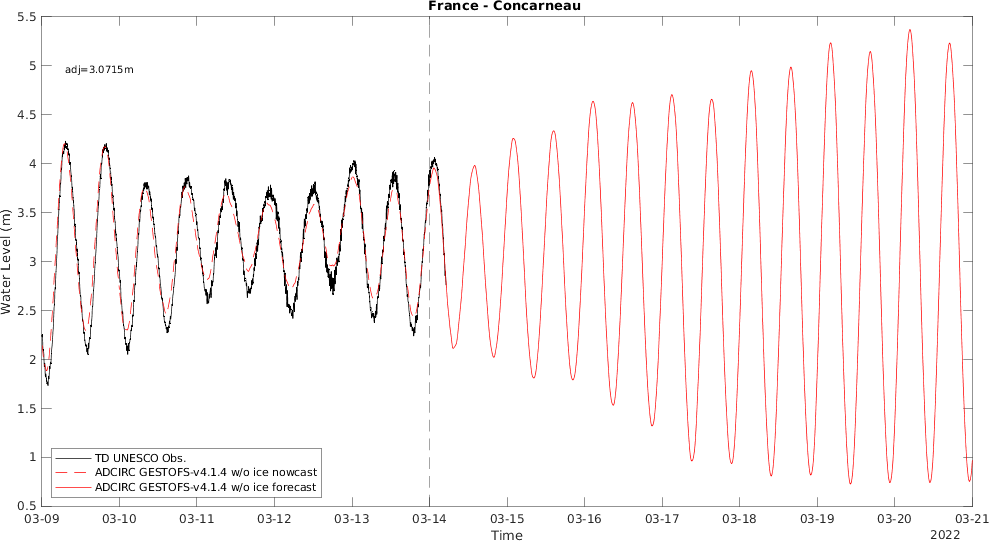 France - Concarneau
adj=3.0715m
5.5
5
4.5
4
3.5
3
2.5
2
1.5
1
0.5
Water Level (m)
TD UNESCO Obs.
ADCIRC GESTOFS-v4.1.4 w/o ice nowcast
ADCIRC GESTOFS-v4.1.4 w/o ice forecast
03-09 03-10 03-11 03-12 03-13 03-14 03-15 03-16 03-17 03-18 03-19 03-20 03-21
Time
2022